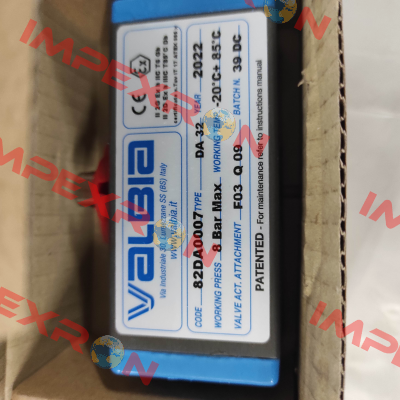 VALBIA
Via Industriale 30, Lumezzane SS (BS) Italy
www.valbia.it
CE Ex
CODE 82DA0007 TYPE DA 32 YEAR 2022
WORKING PRESS 8 Bar Max. WORKING TEMP -20°C+ 85°C
VALVE ACT. ATTACHMENT F03 Q 09 BATCH N. 39 DC
PATENTED - For maintenance refer to instructions manual
IMPEXRON
IMPEXRON
IMPEXRON